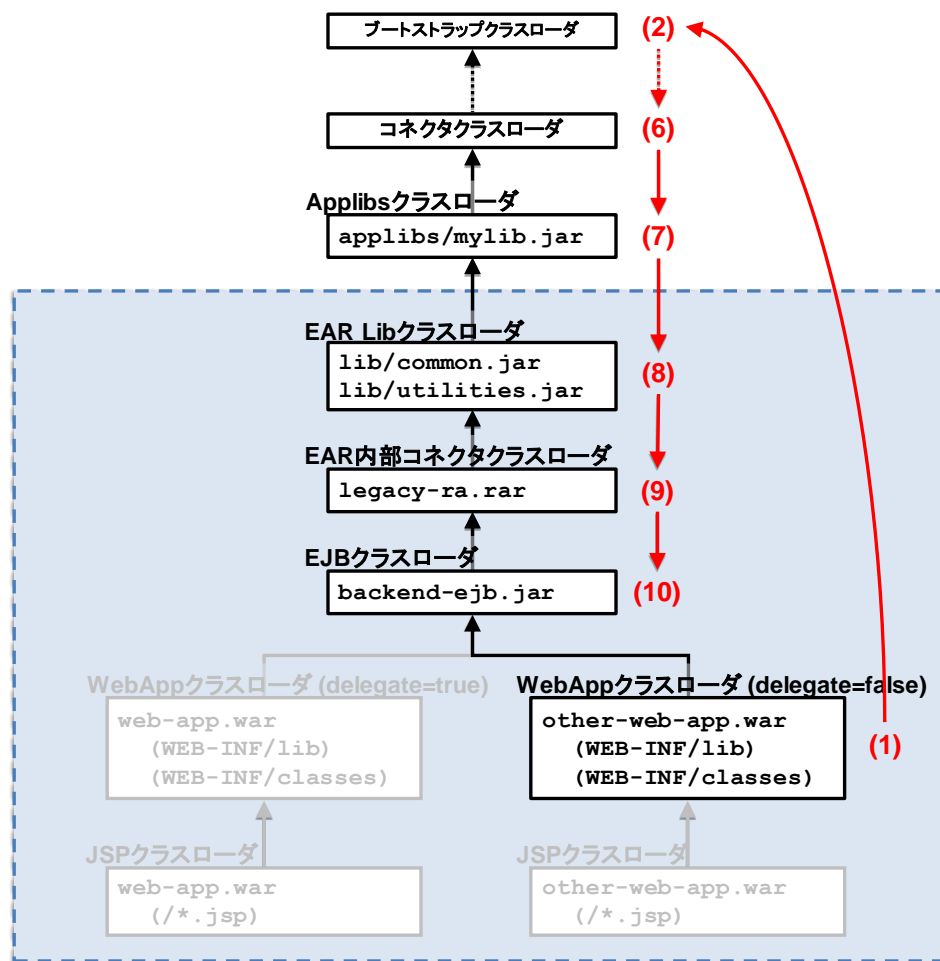 ブートストラップクラスローダ (2)
コネクタクラスローダ (6)
Applibsクラスローダ
applibs/mylib.jar (7)
EAR Libクラスローダ
lib/common.jar
lib/utilities.jar
(8)
EAR内部コネクタクラスローダ
legacy-ra.rar (9)
EJBクラスローダ
backend-ejb.jar (10)
WebAppクラスローダ (delegate=true)
web-app.war
(WEB-INF/lib)
(WEB-INF/classes)
WebAppクラスローダ (delegate=false)
other-web-app.war
(WEB-INF/lib)
(WEB-INF/classes)
(1)
JSPクラスローダ
web-app.war
(/*.jsp)
JSPクラスローダ
other-web-app.war
(/*.jsp)